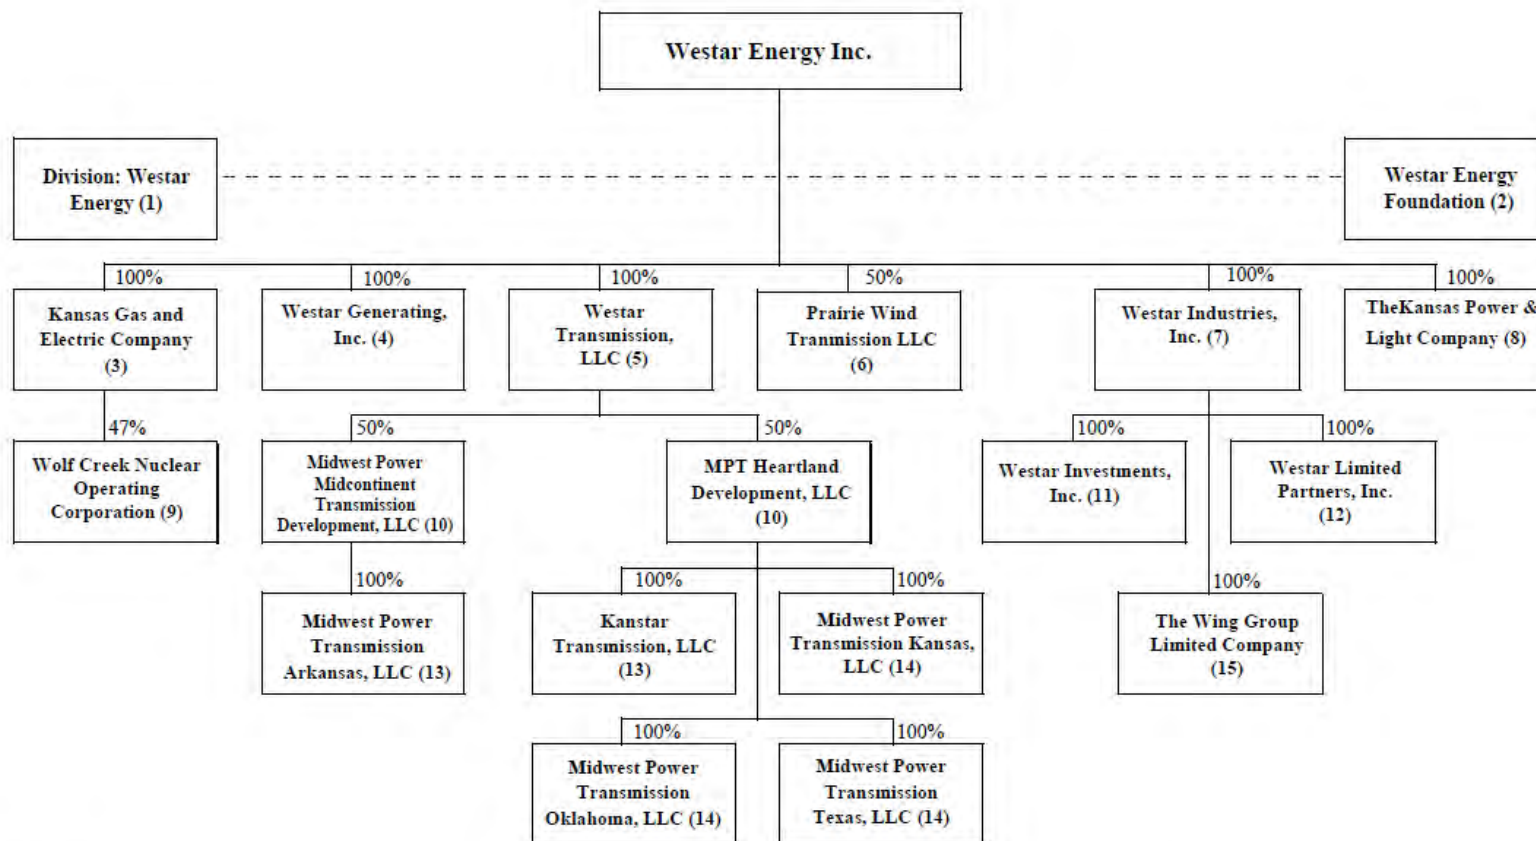 Westar Energy Inc.
Division: Westar
Energy (1)
Westar Energy
Foundation (2)
100%
100%
100%
50%
100%
100%
Kansas Gas and
Electric Company
(3)
Westar Generating,
Inc. (4)
Westar
Transmission,
LLC (5)
Prairie Wind
Tranmission LLC
(6)
Westar Industries,
Inc. (7)
TheKansas Power &
Light Company (8)
47%
50%
50%
100%
100%
Wolf Creek Nuclear
Operating
Corporation (9)
Midwest Power
Midcontinent
Transmission
Development, LLC (10)
MPT Heartland
Development, LLC
(10)
Westar Investments,
Inc. (11)
Westar Limited
Partners, Inc.
(12)
100%
100%
100%
100%
Midwest Power
Transmission
Arkansas, LLC (13)
Kanstar
Transmission, LLC
(13)
Midwest Power
Transmission Kansas,
LLC (14)
The Wing Group
Limited Company
(15)
100%
100%
Midwest Power
Transmission
Oklahoma, LLC (14)
Midwest Power
Transmission
Texas, LLC (14)